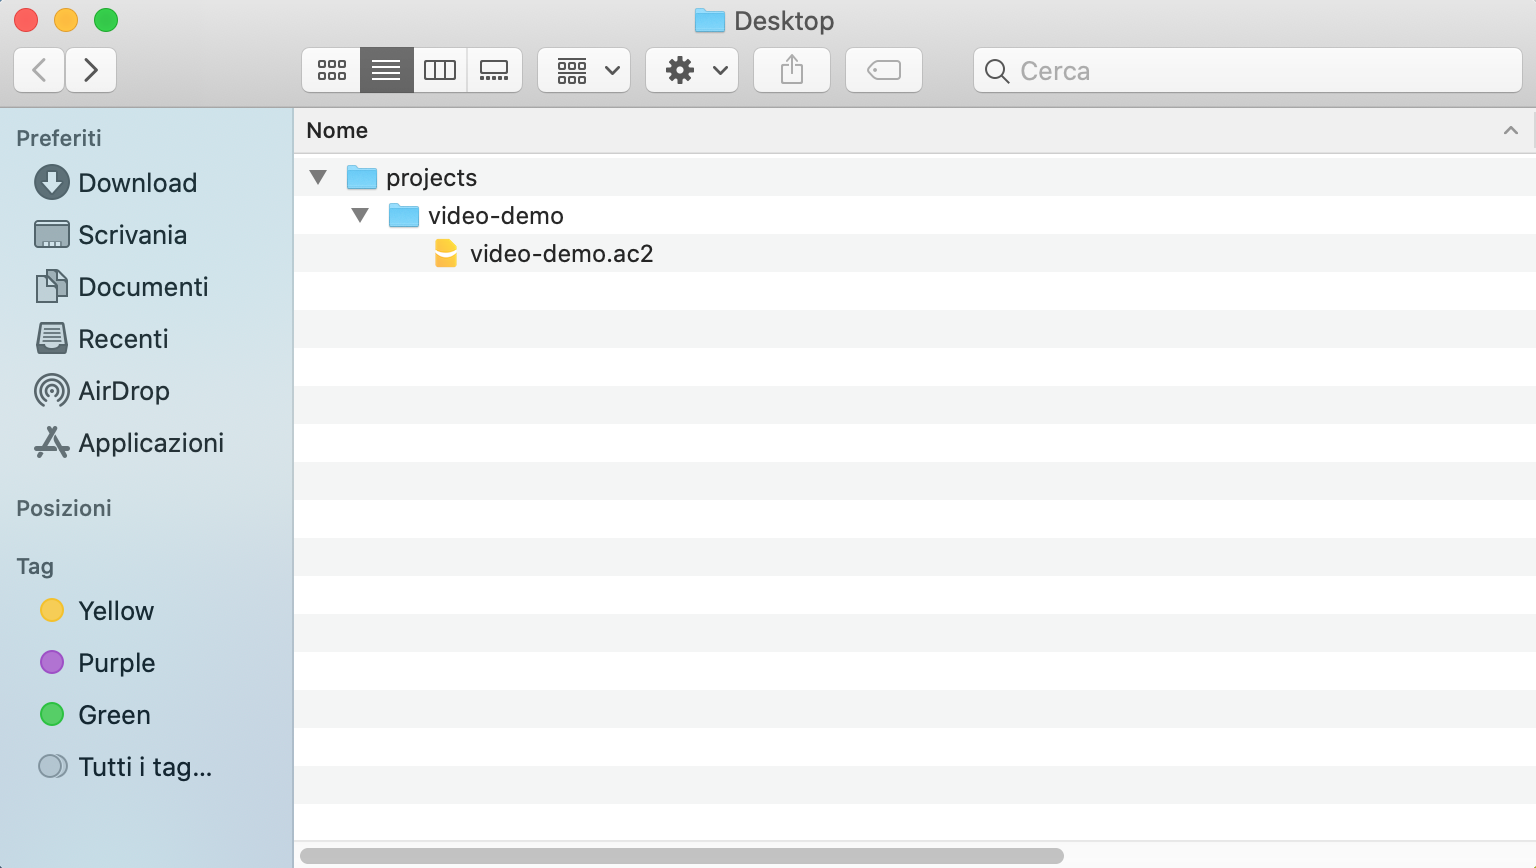 Desktop
Cerca
Preferiti
Download
Scrivania
Documenti
Recenti
AirDrop
Applicazioni
Posizioni
Tag
Yellow
Purple
Green
Tutti i tag...
Nome
projects
video-demo
video-demo.ac2